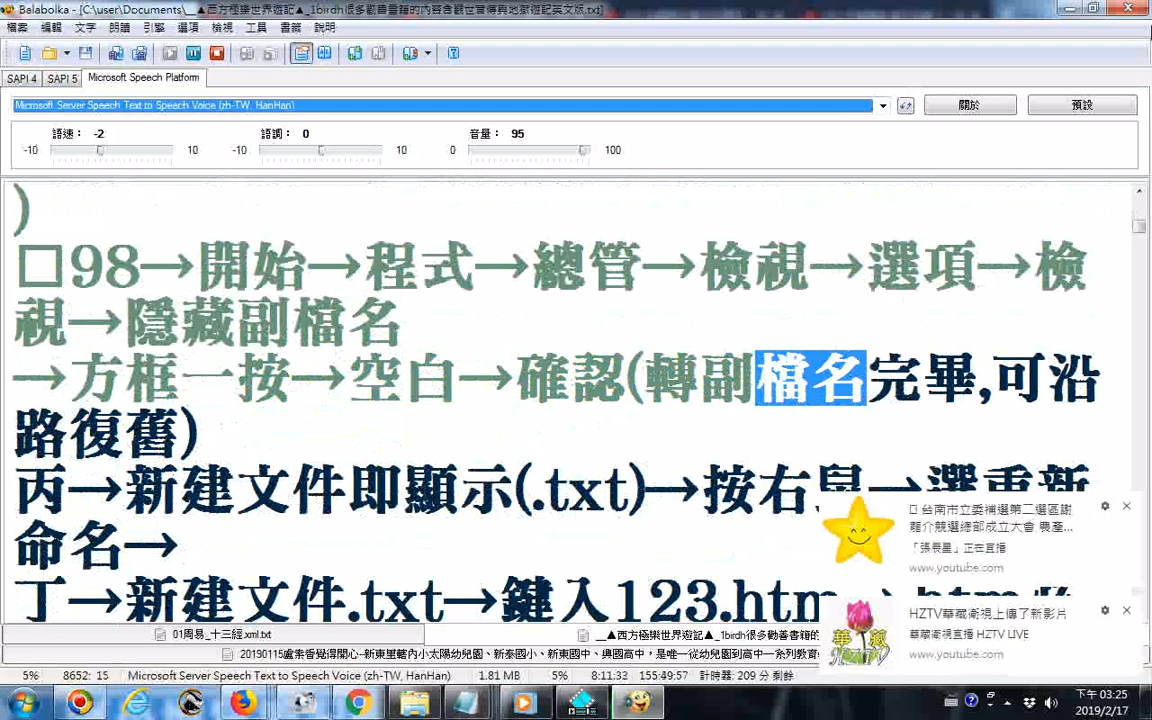 Balabolka - [C:\user\Documents\__▲西方極樂世界遊記▲_1birdh很多勸善書籍的內容含觀世音傳與地獄遊記英文版.txt]
檔案 編輯 文字 朗讀 引擎 選項 檢視 工具 書籤 說明
SAPI 4 SAPI 5 Microsoft Speech Platform
Microsoft Server Speech Text to Speech Voice (zh-TW, HanHan)
關於 預設
語速： -2 語調： 0 音量： 95
-10 10 -10 10 0 100
)
□98→開始→程式→總管→檢視→選項→檢
視→隱藏副檔名
→方框一按→空白→確認(轉副檔名完畢,可沿
路復舊)
丙→新建文件即顯示(.txt)→按右鼠→選重新
命名→
丁→新建文件.txt→鍵入123.htm→
台南市立委補選第二選區謝
龍介競選總部成立大會
「張辰星」正在直播
www.youtube.com
HZTV華藏衛視上傳了新影片
華藏衛視直播 HZTV LIVE
www.youtube.com
01周易_十三經.xml.txt
__▲西方極樂世界遊記▲_1birdh很多勸善書籍的
20190115盧素香覺得開心-新東里轄內小太陽幼兒園、新泰國小、新東國中、興國高中，是唯一從幼兒園到高中一系列教育
5% 8652: 15 Microsoft Server Speech Text to Speech Voice (zh-TW, HanHan) 1.81 MB 5% 8:11:33 155:49:57 計時器: 209 分 剩餘
下午 03:25
2019/2/17